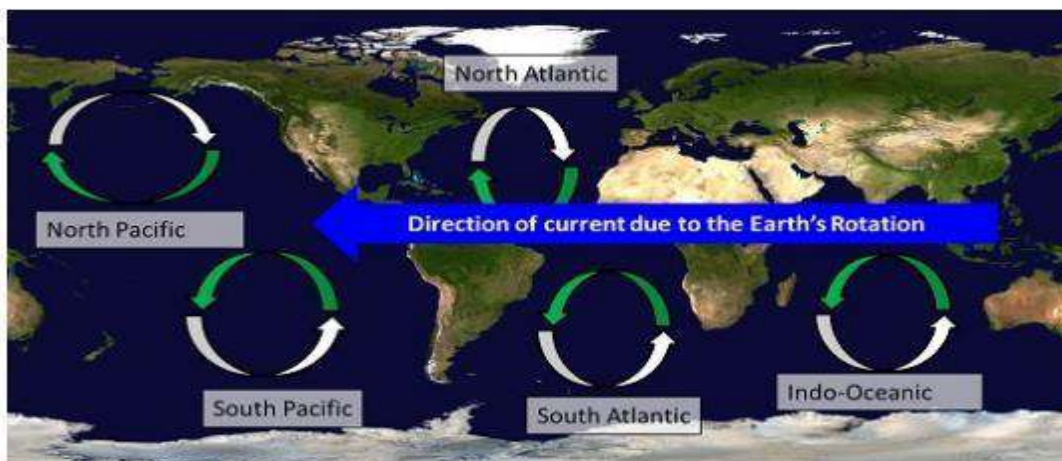 North Atlantic
North Pacific
Direction of current due to the Earth's Rotation
South Pacific
South Atlantic
Indo-Oceanic